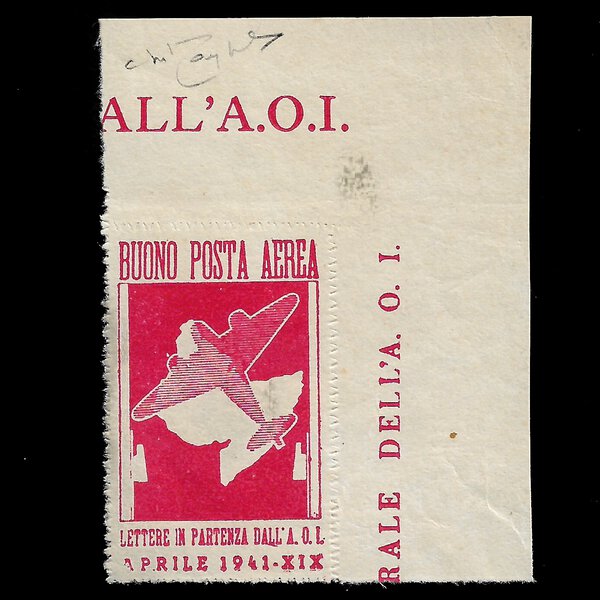 ALL'A.O.I.
BUONO POSTA AEREA
LETTERE IN PARTENZA DALL'A.O.I.
APRILE 1941-XIX
RALE DELL'A. O. I.